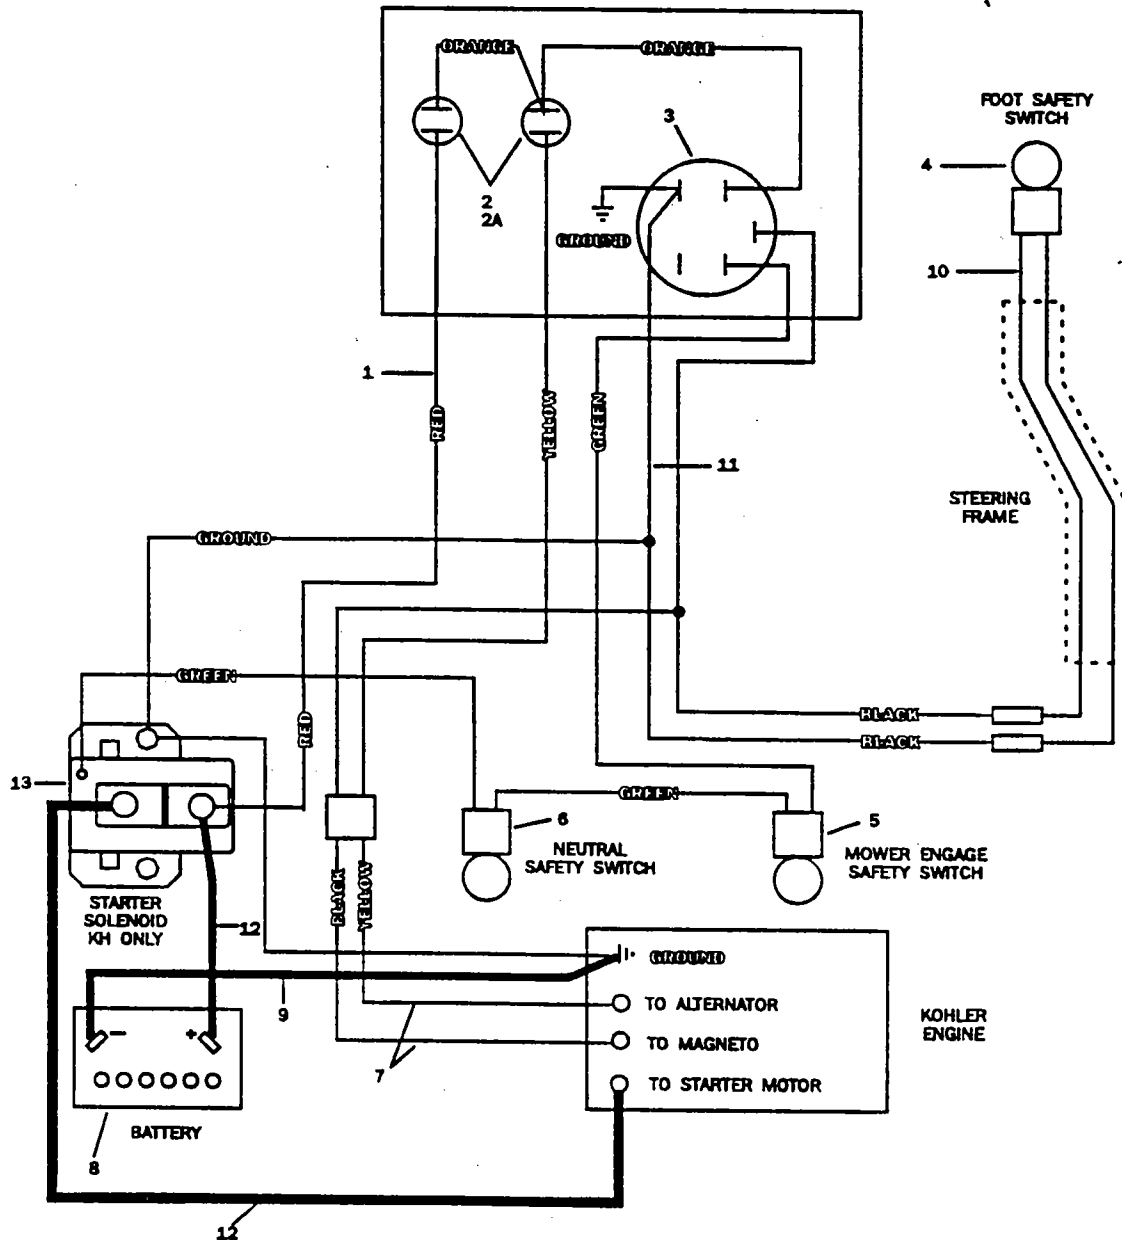 ORANGE
ORANGE
3
2
2A
GROUND
FOOT SAFETY
SWITCH
4
10
1
RED
YELLOW
GREEN
11
STEERING
FRAME
GROUND
GREEN
RED
BLACK
BLACK
13
GREEN
6
5
NEUTRAL
SAFETY SWITCH
MOWER ENGAGE
SAFETY SWITCH
STARTER
SOLENOID
KH ONLY
BLACK
YELLOW
12
GROUND
9
TO ALTERNATOR
KOHLER
ENGINE
TO MAGNETO
− +
7
TO STARTER MOTOR
BATTERY
8
12